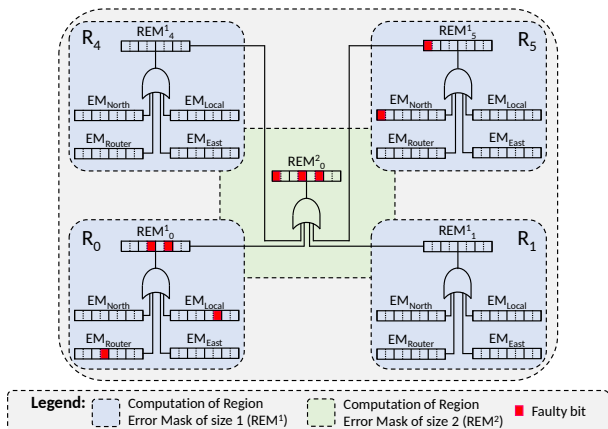 R4
REM¹4
EMNorth
EMLocal
EMRouter
EMEast
REM¹5
R5
EMNorth
EMLocal
EMRouter
EMEast
REM²0
R0
REM¹0
EMNorth
EMLocal
EMRouter
EMEast
REM¹1
R1
EMNorth
EMLocal
EMRouter
EMEast
Legend:
Computation of Region
Error Mask of size 1 (REM¹)
Computation of Region
Error Mask of size 2 (REM²)
Faulty bit